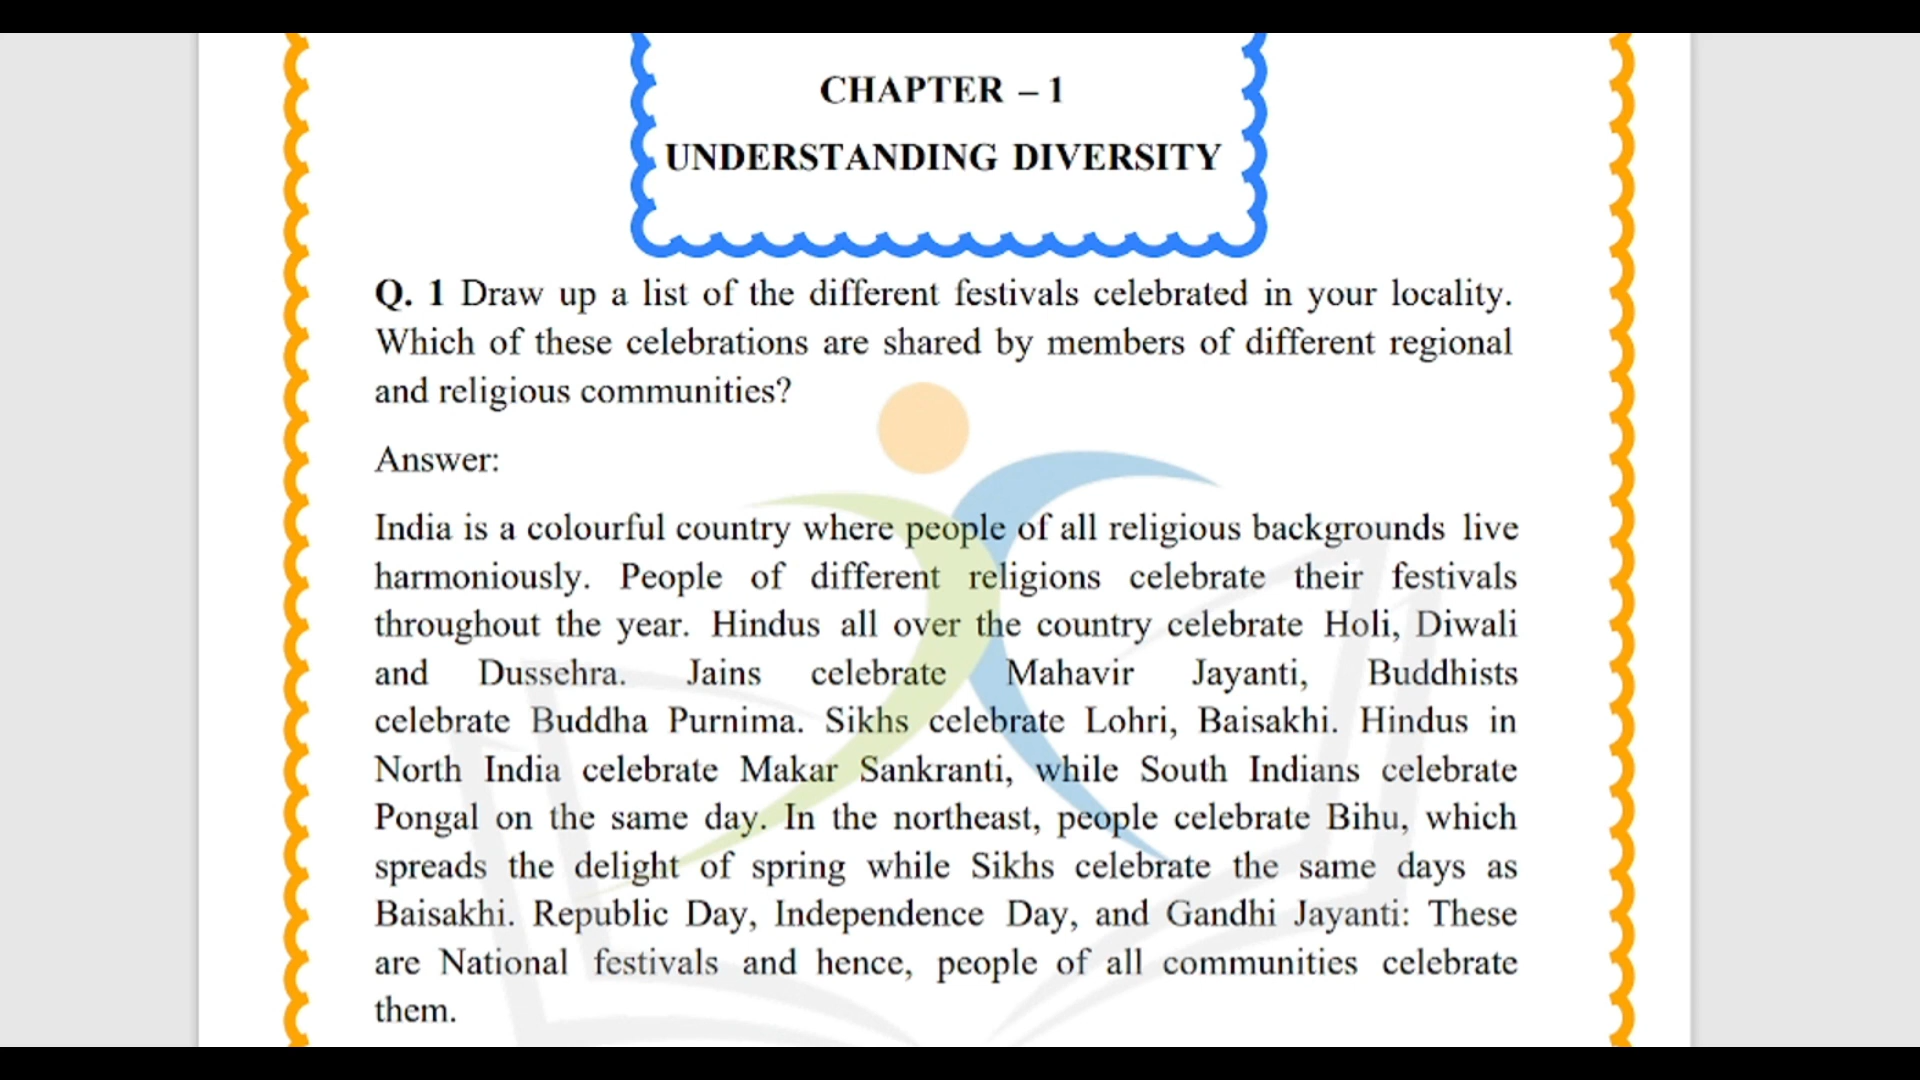 CHAPTER – 1
UNDERSTANDING DIVERSITY
Q. 1 Draw up a list of the different festivals celebrated in your locality.
Which of these celebrations are shared by members of different regional
and religious communities?
Answer:
India is a colourful country where people of all religious backgrounds live
harmoniously. People of different religions celebrate their festivals
throughout the year. Hindus all over the country celebrate Holi, Diwali
and Dussehra. Jains celebrate Mahavir Jayanti, Buddhists
celebrate Buddha Purnima. Sikhs celebrate Lohri, Baisakhi. Hindus in
North India celebrate Makar Sankranti, while South Indians celebrate
Pongal on the same day. In the northeast, people celebrate Bihu, which
spreads the delight of spring while Sikhs celebrate the same days as
Baisakhi. Republic Day, Independence Day, and Gandhi Jayanti: These
are National festivals and hence, people of all communities celebrate
them.